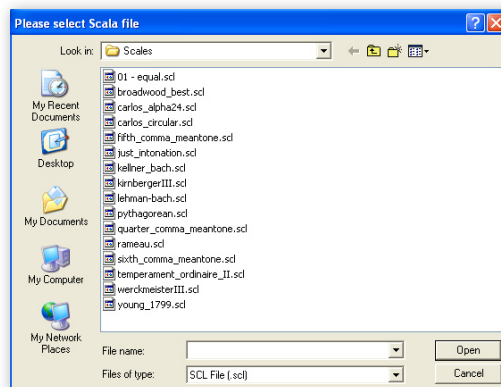 Please select Scala file
Look in:
Scales
My Recent
Documents
Desktop
My Documents
My Computer
My Network
Places
01 - equal.scl
broadwood_best.scl
carlos_alpha24.scl
carlos_circular.scl
fifth_comma_meantone.scl
just_intonation.scl
kellner_bach.scl
kirnbergerIII.scl
lehman-bach.scl
pythagorean.scl
quarter_comma_meantone.scl
rameau.scl
sixth_comma_meantone.scl
temperament_ordinaire_II.scl
werckmeisterIII.scl
young_1799.scl
File name:
Open
Files of type:
SCL File (.scl)
Cancel